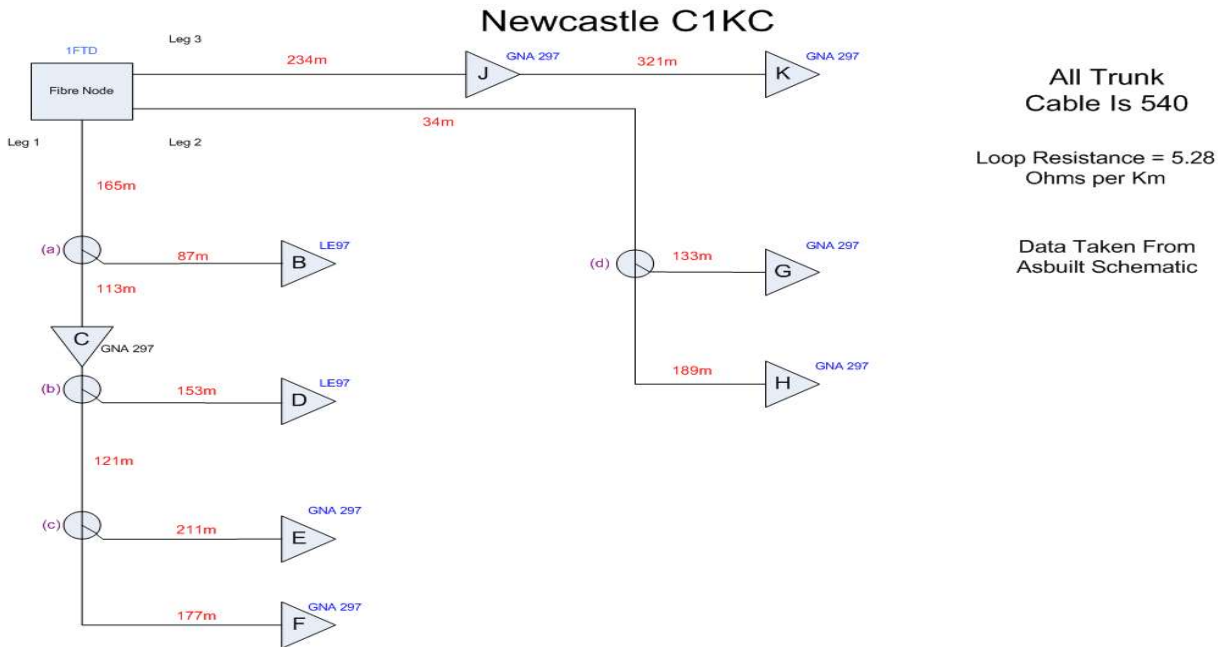 Newcastle C1KC
Leg 3
1FTD
Fibre Node
234m
J
GNA 297
321m
K
GNA 297
All Trunk
Cable Is 540
34m
Leg 1
Leg 2
Loop Resistance = 5.28
Ohms per Km
165m
(a)
87m
B
LE97
(d)
133m
G
GNA 297
Data Taken From
Asbuilt Schematic
113m
C
GNA 297
(b)
153m
D
LE97
189m
H
GNA 297
121m
(c)
211m
E
GNA 297
177m
F
GNA 297